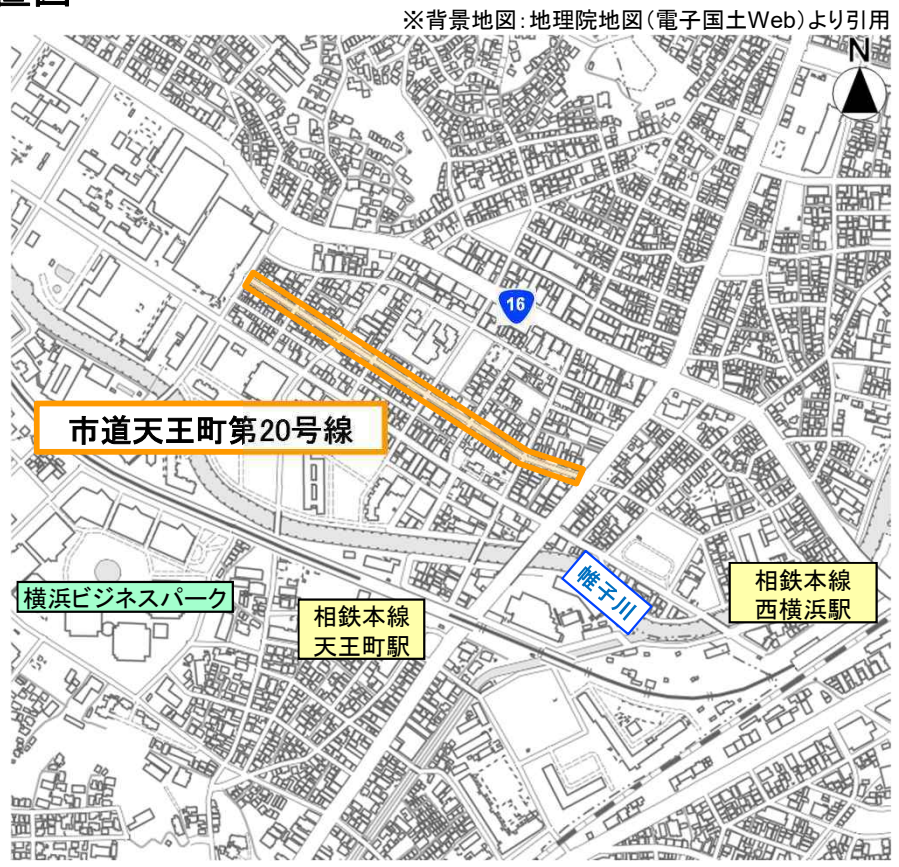 置図
※背景地図:地理院地図(電子国土Web)より引用
N
16
市道天王町第20号線
帷子川
横浜ビジネスパーク
相鉄本線
天王町駅
相鉄本線
西横浜駅